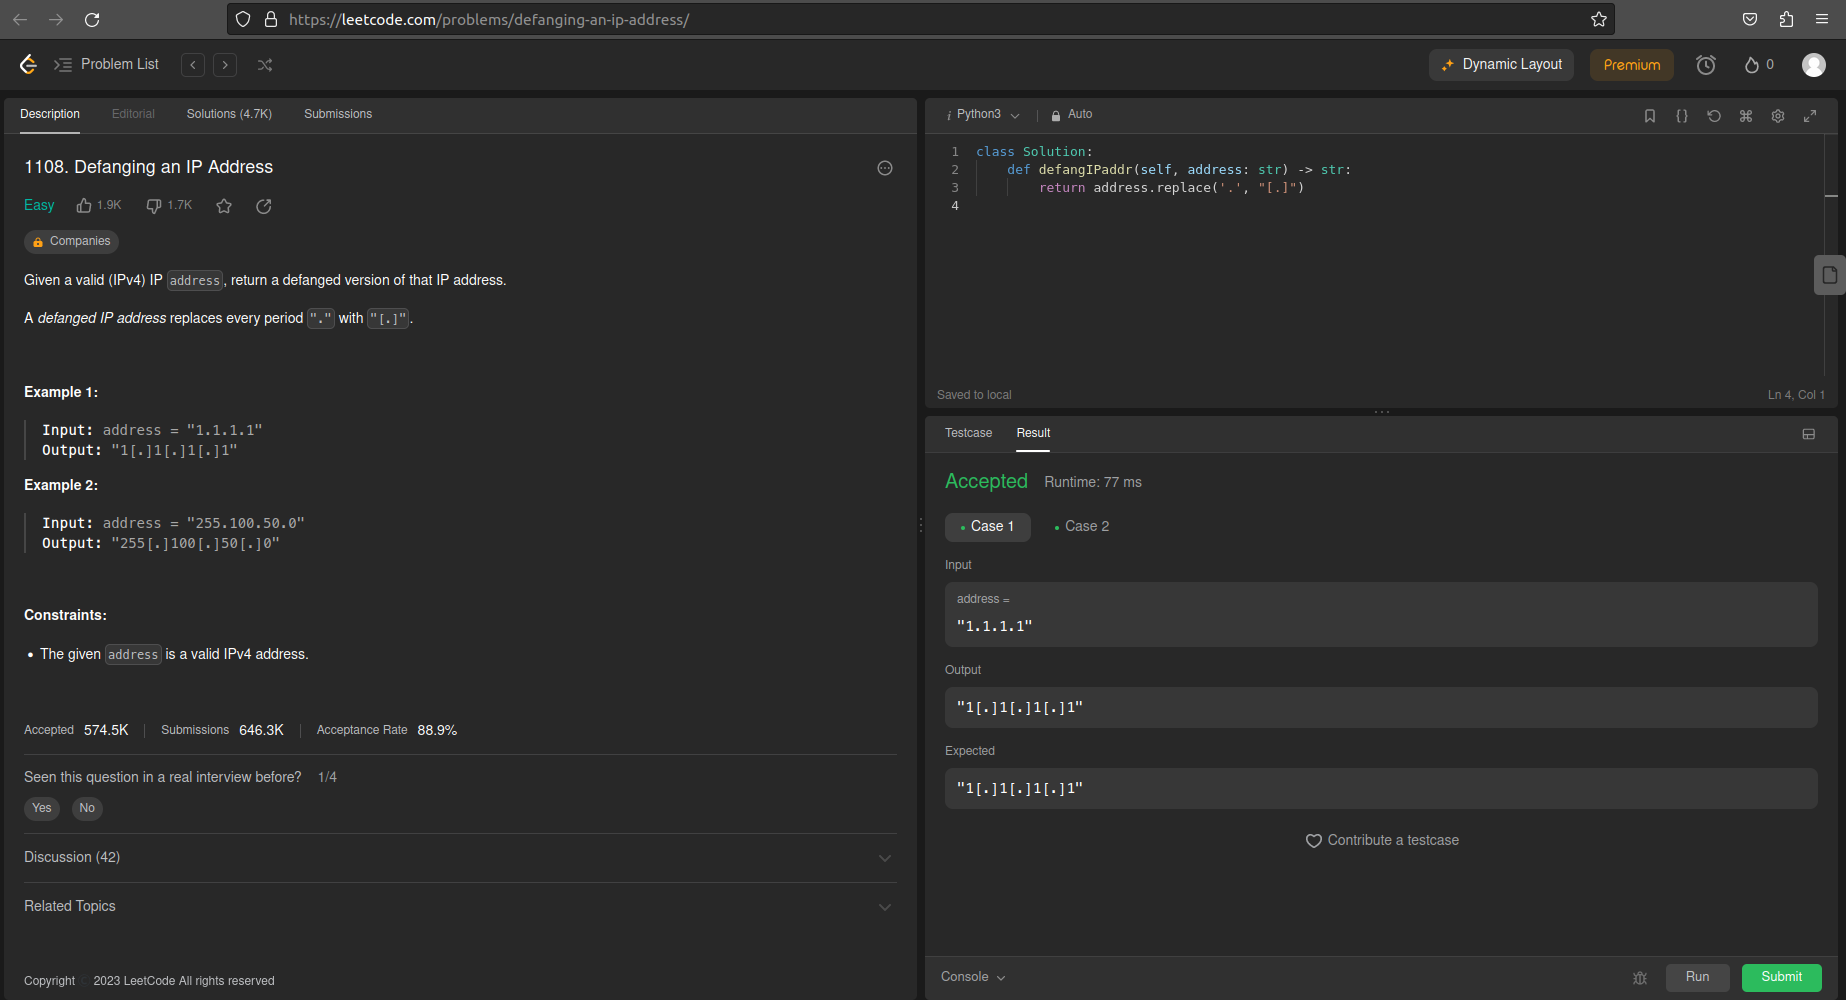 https://leetcode.com/problems/defanging-an-ip-address/
Problem List
Dynamic Layout
Premium
0
Description Editorial Solutions (4.7K) Submissions
1108. Defanging an IP Address
Easy 1.9K 1.7K
Companies
Given a valid (IPv4) IP address, return a defanged version of that IP address.
A defanged IP address replaces every period "." with "[.]".
Example 1:
Input: address = "1.1.1.1"
Output: "1[.]1[.]1[.]1"
Example 2:
Input: address = "255.100.50.0"
Output: "255[.]100[.]50[.]0"
Constraints:
• The given address is a valid IPv4 address.
Accepted 574.5K Submissions 646.3K Acceptance Rate 88.9%
Seen this question in a real interview before? 1/4
Yes No
Discussion (42)
Related Topics
Copyright © 2023 LeetCode All rights reserved
i Python3 Auto
1 class Solution:
2 def defangIPaddr(self, address: str) -> str:
3 return address.replace('.', "[.]")
4
Saved to local Ln 4, Col 1
Testcase Result
Accepted Runtime: 77 ms
• Case 1 • Case 2
Input
address =
"1.1.1.1"
Output
"1[.]1[.]1[.]1"
Expected
"1[.]1[.]1[.]1"
Contribute a testcase
Console Run Submit